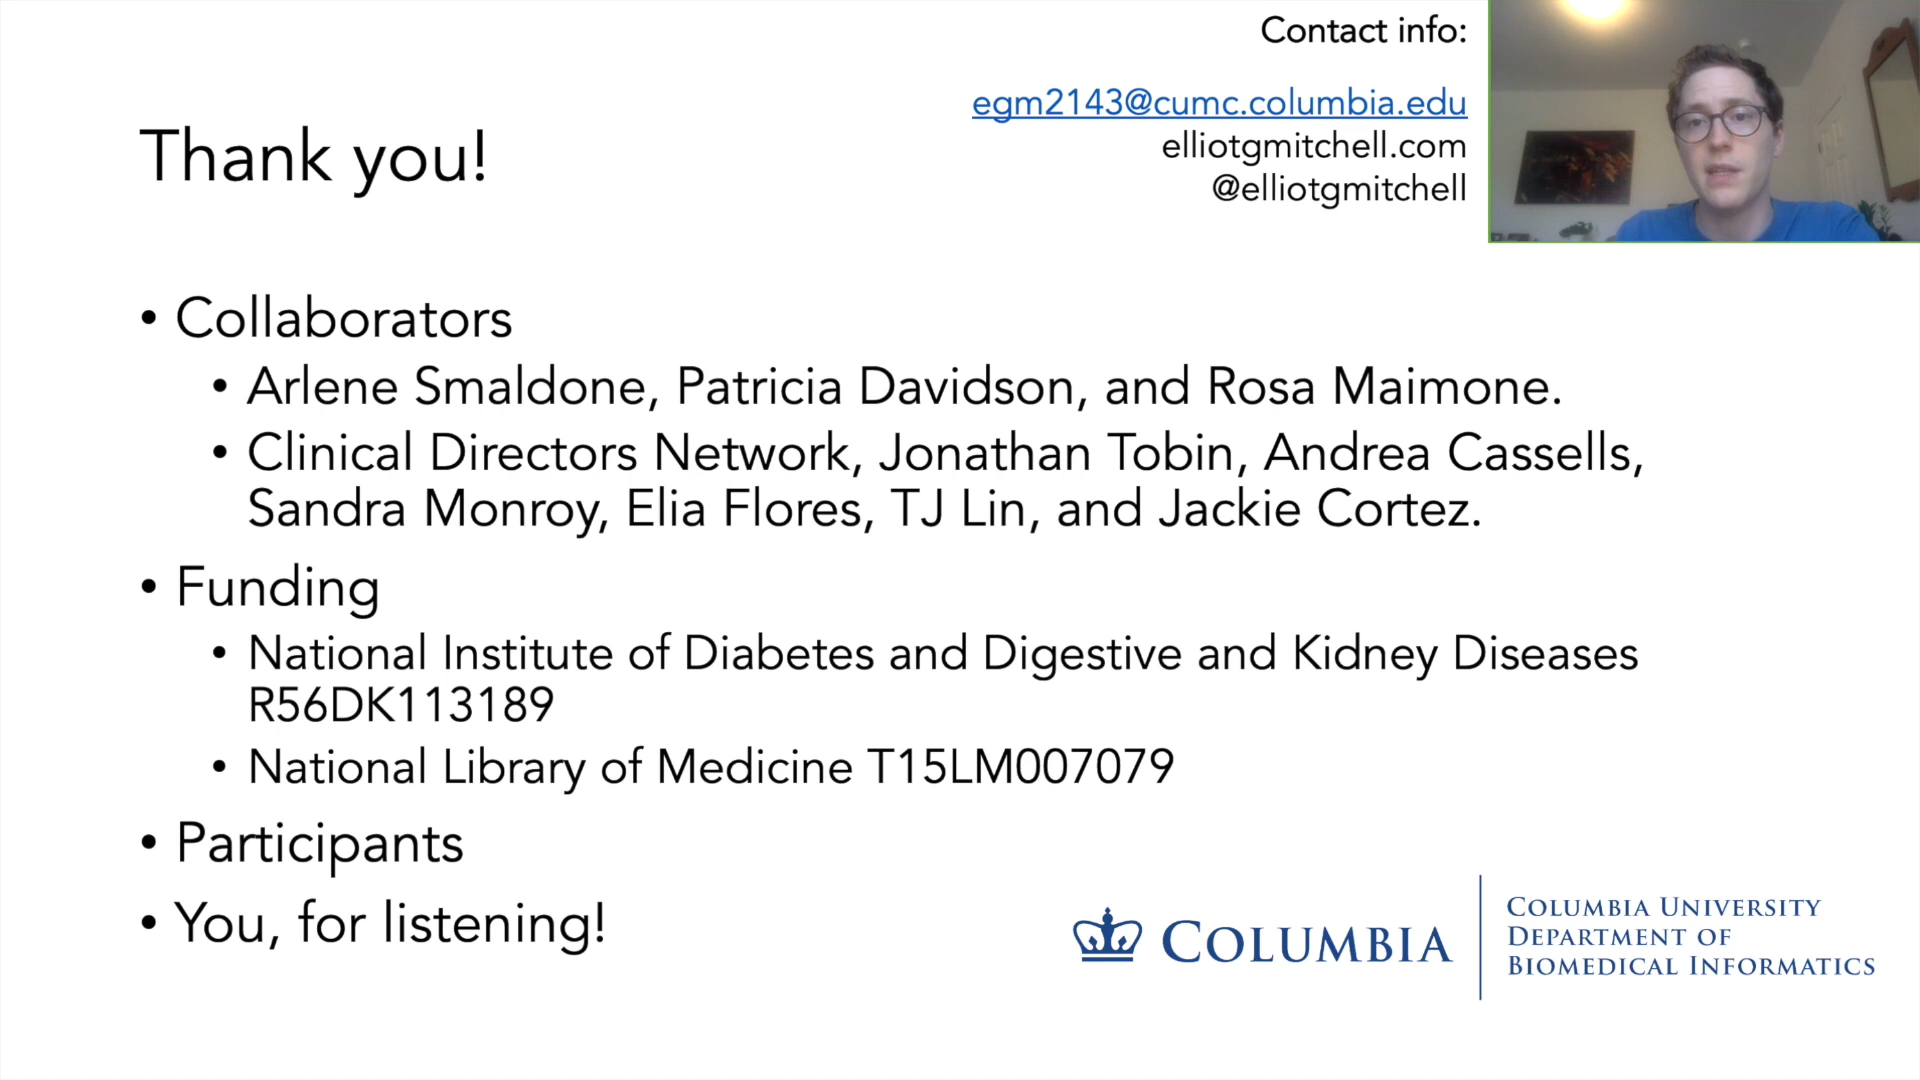 Contact info:
egm2143@cumc.columbia.edu
elliotgmitchell.com
@elliotgmitchell
Thank you!
• Collaborators
• Arlene Smaldone, Patricia Davidson, and Rosa Maimone.
• Clinical Directors Network, Jonathan Tobin, Andrea Cassells,
Sandra Monroy, Elia Flores, TJ Lin, and Jackie Cortez.
• Funding
• National Institute of Diabetes and Digestive and Kidney Diseases
R56DK113189
• National Library of Medicine T15LM007079
• Participants
• You, for listening!
COLUMBIA
COLUMBIA UNIVERSITY
DEPARTMENT OF
BIOMEDICAL INFORMATICS